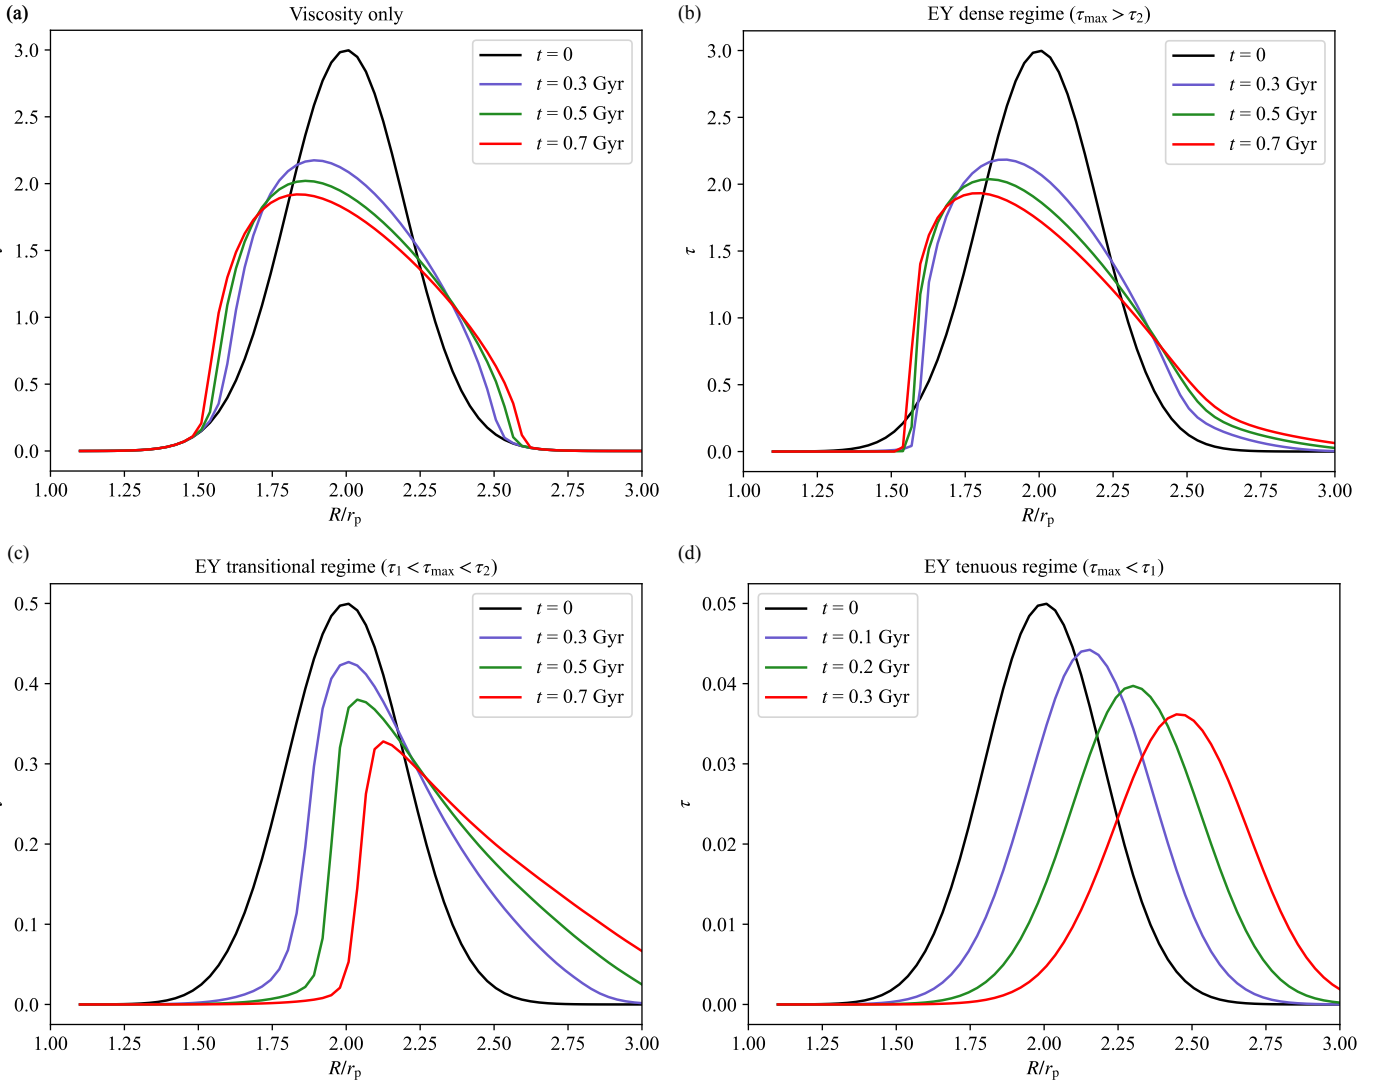 (a)
Viscosity only
3.0
2.5
2.0
1.5
1.0
0.5
0.0
1.00 1.25 1.50 1.75 2.00 2.25 2.50 2.75 3.00
R/rp
t = 0
t = 0.3 Gyr
t = 0.5 Gyr
t = 0.7 Gyr
(b)
EY dense regime (τmax > τ2)
τ
3.0
2.5
2.0
1.5
1.0
0.5
0.0
1.00 1.25 1.50 1.75 2.00 2.25 2.50 2.75 3.00
R/rp
t = 0
t = 0.3 Gyr
t = 0.5 Gyr
t = 0.7 Gyr
(c)
EY transitional regime (τ1 < τmax < τ2)
0.5
0.4
0.3
0.2
0.1
0.0
1.00 1.25 1.50 1.75 2.00 2.25 2.50 2.75 3.00
R/rp
t = 0
t = 0.3 Gyr
t = 0.5 Gyr
t = 0.7 Gyr
(d)
EY tenuous regime (τmax < τ1)
τ
0.05
0.04
0.03
0.02
0.01
0.00
1.00 1.25 1.50 1.75 2.00 2.25 2.50 2.75 3.00
R/rp
t = 0
t = 0.1 Gyr
t = 0.2 Gyr
t = 0.3 Gyr